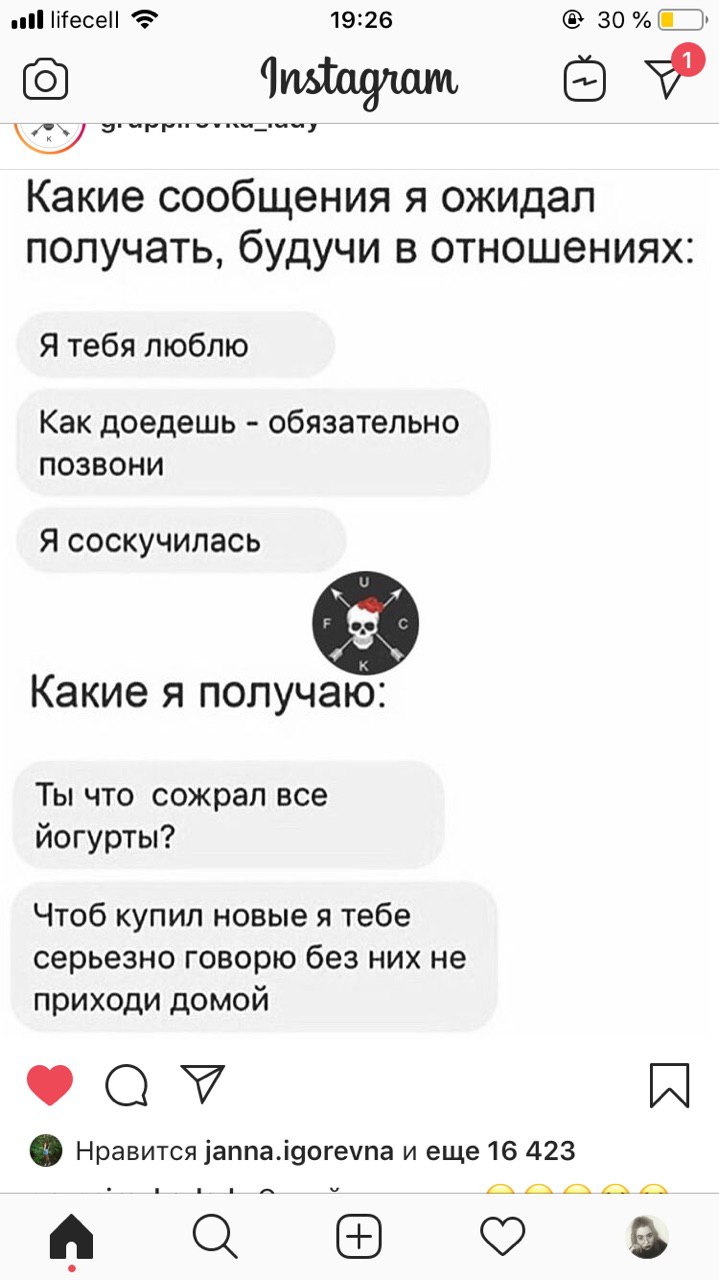 lifecell 19:26 30 %
Instagram 1
Какие сообщения я ожидал
получать, будучи в отношениях:
Я тебя люблю
Как доедешь - обязательно
позвони
Я соскучилась
U
F C
K
Какие я получаю:
Ты что сожрал все
йогурты?
Чтоб купил новые я тебе
серьезно говорю без них не
приходи домой
Нравится janna.igorevna и еще 16 423